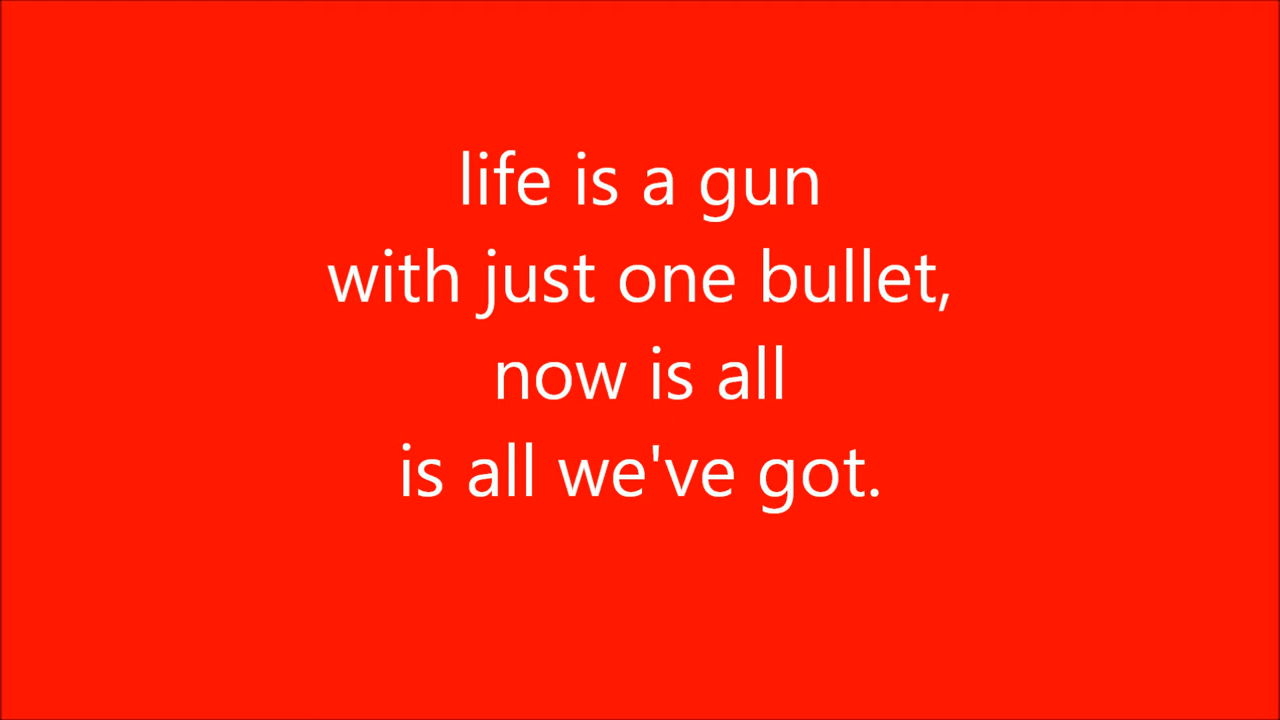 life is a gun
with just one bullet,
now is all
is all we've got.